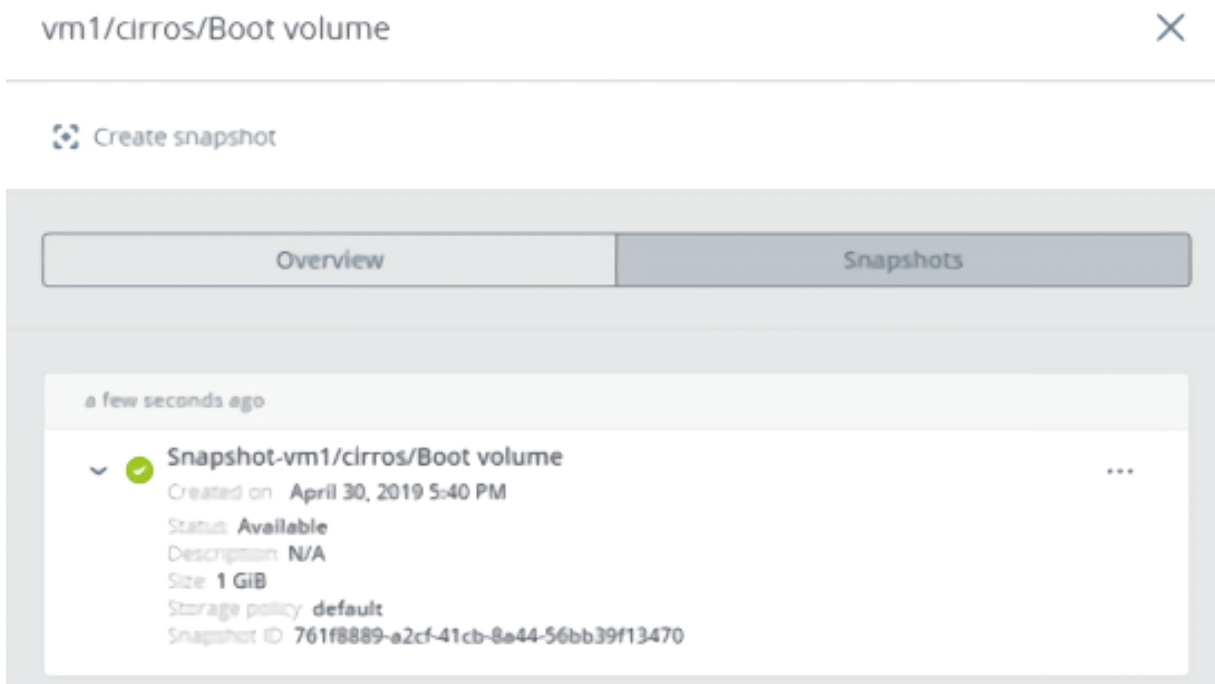 vm1/cirros/Boot volume
Create snapshot
Overview Snapshots
a few seconds ago
Snapshot-vm1/cirros/Boot volume
Created on April 30, 2019 5:40 PM
Status Available
Description N/A
Size 1 GiB
Storage policy default
Snapshot ID 761f8889-a2cf-41cb-8a44-56bb39f13470